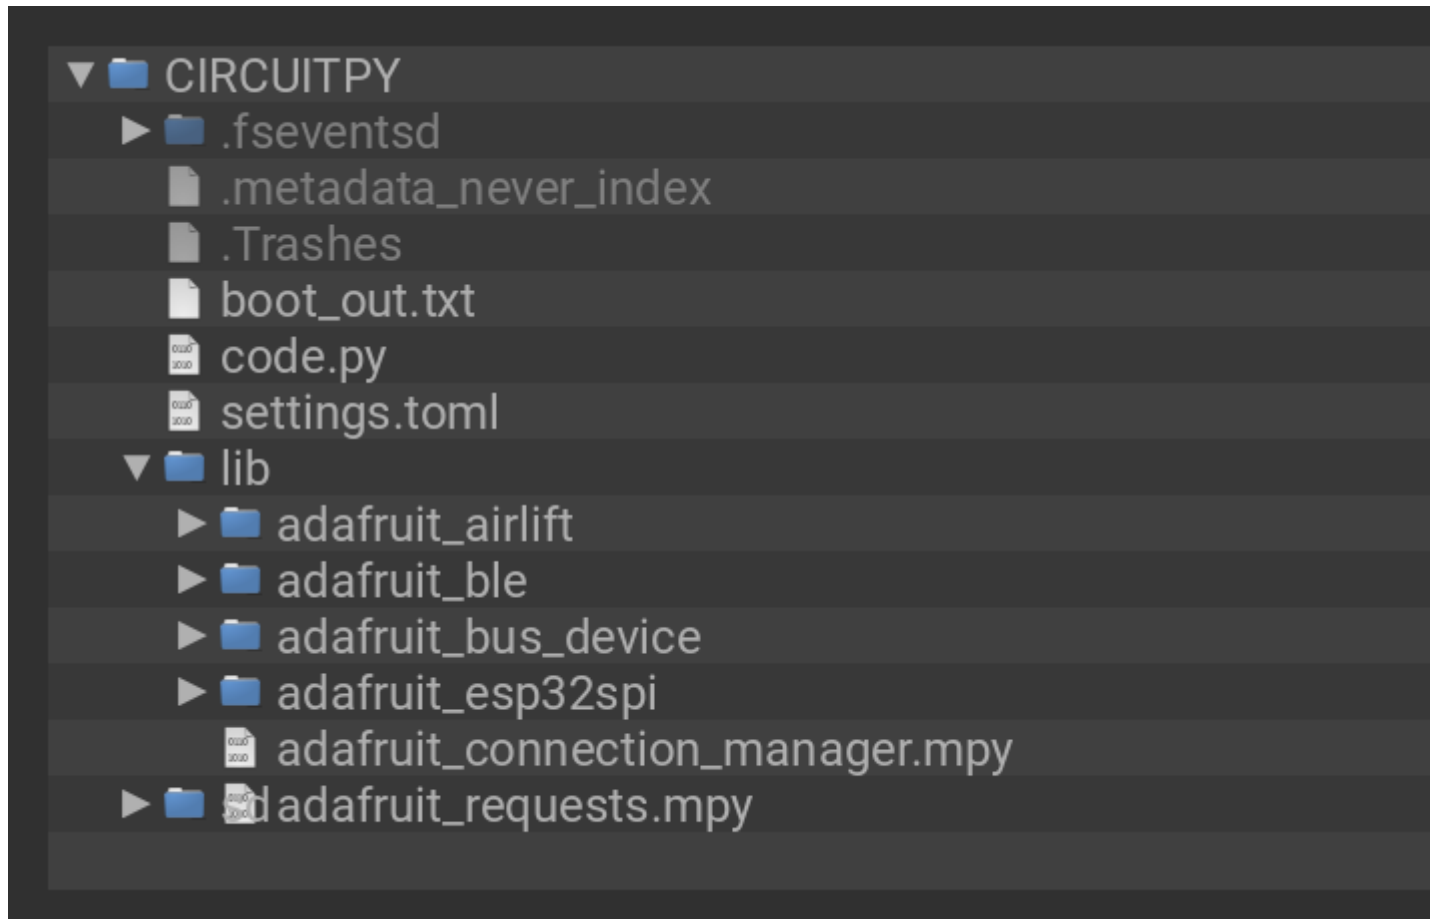 CIRCUITPY
.fseventsd
.metadata_never_index
.Trashes
boot_out.txt
code.py
settings.toml
lib
adafruit_airlift
adafruit_ble
adafruit_bus_device
adafruit_esp32spi
adafruit_connection_manager.mpy
sd adafruit_requests.mpy